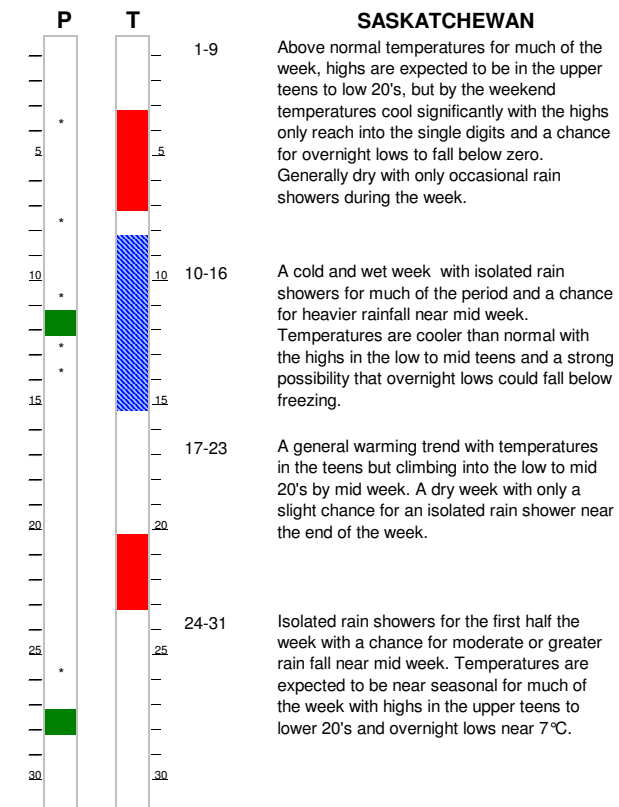 P T SASKATCHEWAN
1-9 Above normal temperatures for much of the
week, highs are expected to be in the upper
teens to low 20's, but by the weekend
* temperatures cool significantly with the highs
only reach into the single digits and a chance
5 5 for overnight lows to fall below zero.
Generally dry with only occasional rain
showers during the week.
*
10 10 10-16 A cold and wet week with isolated rain
* showers for much of the period and a chance
for heavier rainfall near mid week.
Temperatures are cooler than normal with
* the highs in the low to mid teens and a strong
* possibility that overnight lows could fall below
15 15 freezing.
17-23 A general warming trend with temperatures
in the teens but climbing into the low to mid
20's by mid week. A dry week with only a
slight chance for an isolated rain shower near
20 20 the end of the week.
24-31 Isolated rain showers for the first half the
week with a chance for moderate or greater
25 25 rain fall near mid week. Temperatures are
* expected to be near seasonal for much of
the week with highs in the upper teens to
lower 20's and overnight lows near 7°C.
30 30